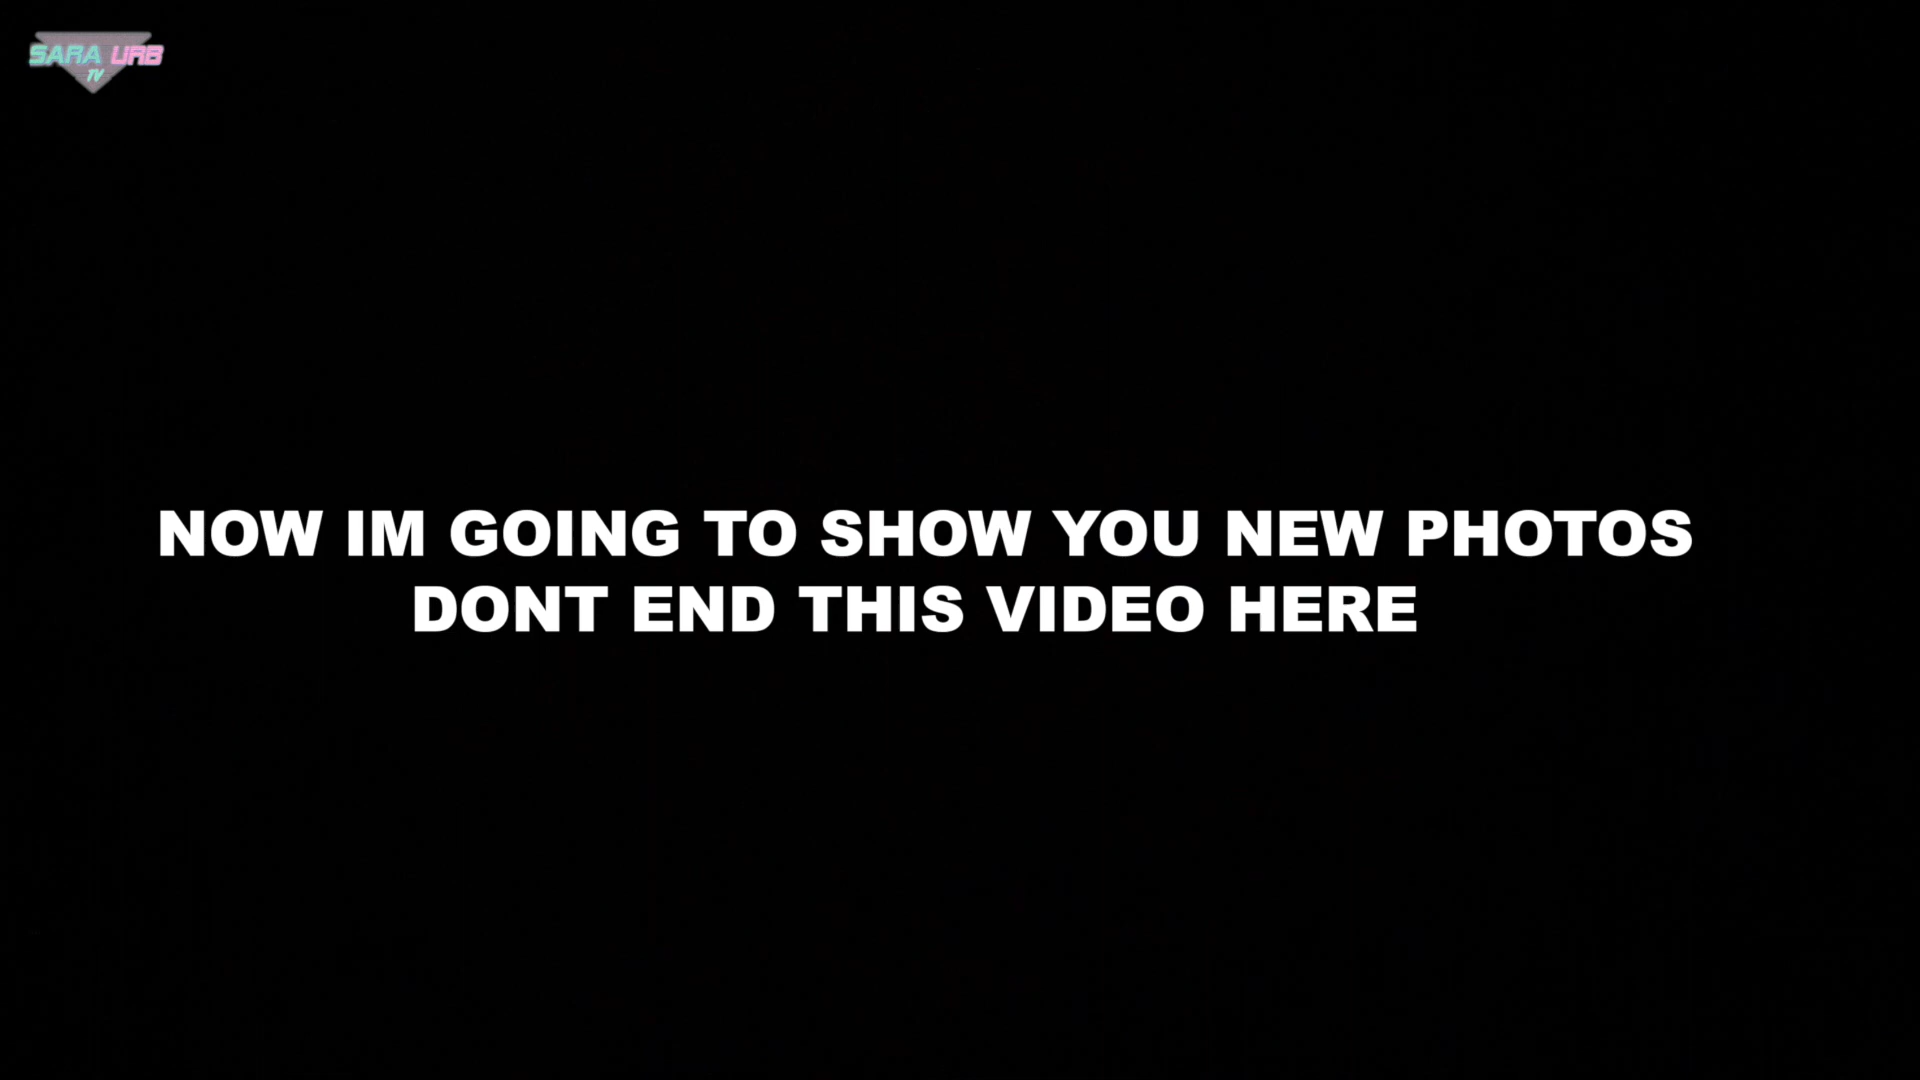 SARA URB
TV
NOW IM GOING TO SHOW YOU NEW PHOTOS
DONT END THIS VIDEO HERE